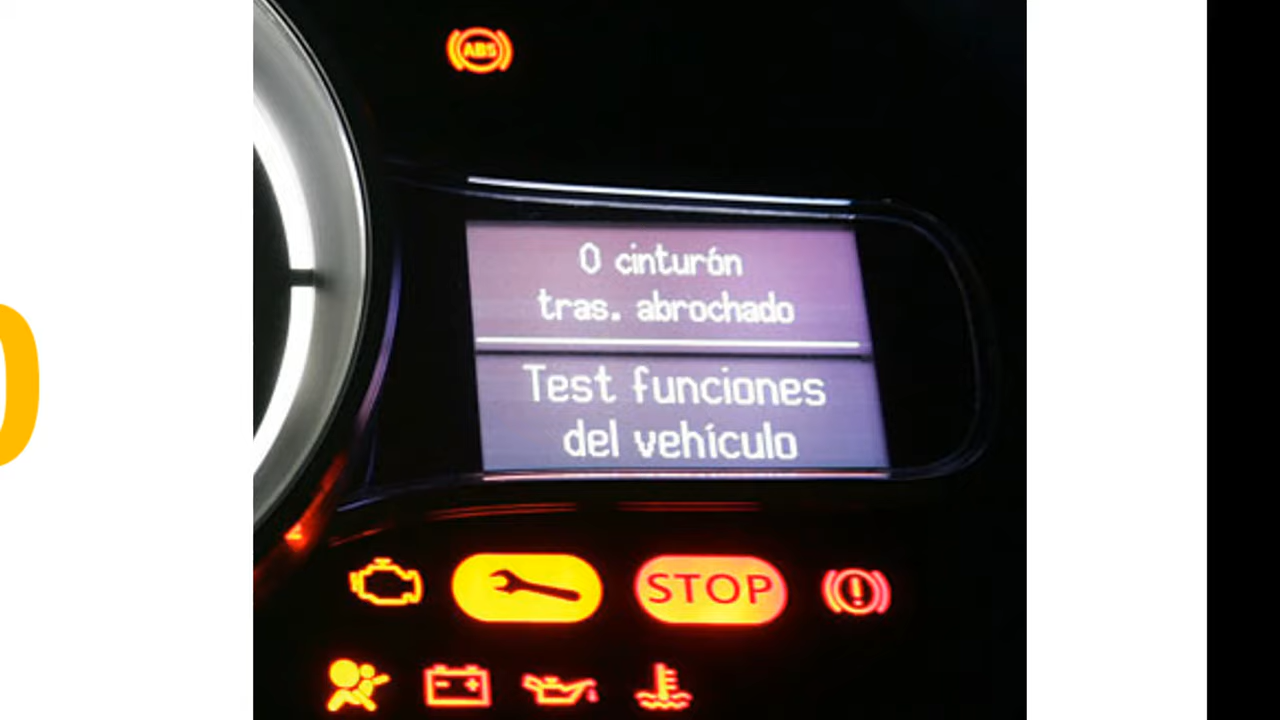 ABS
0 cinturón
tras. abrochado
Test funciones
del vehículo
STOP